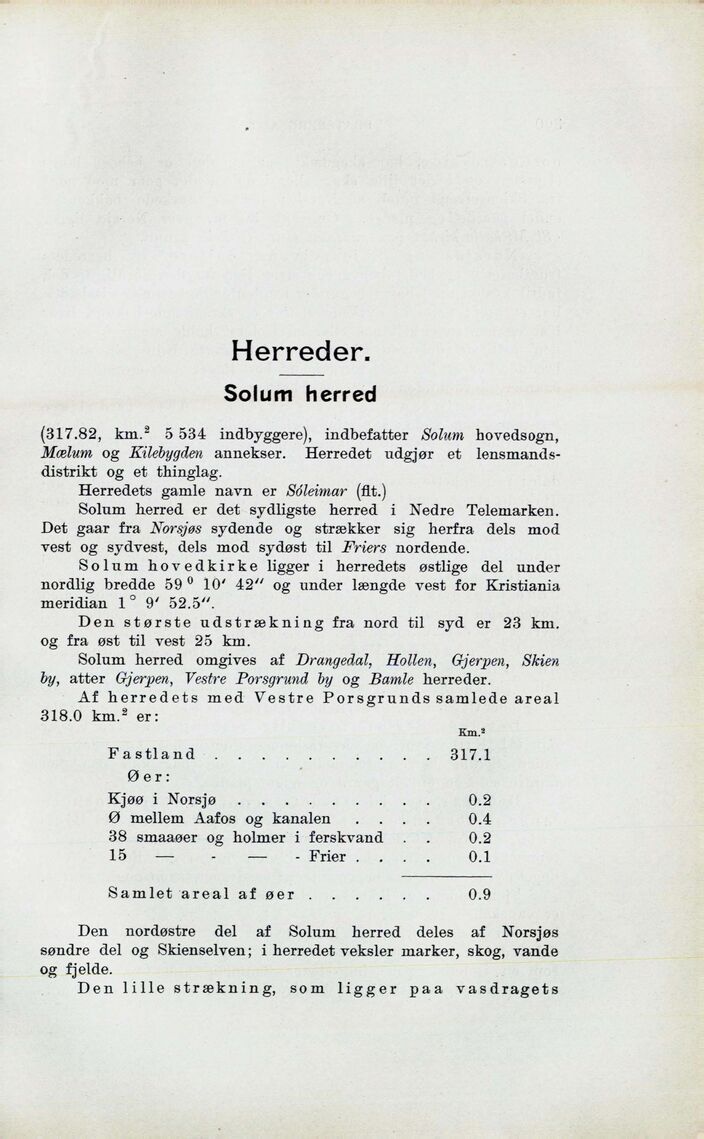 Herreder.
Solum herred
(317.82, km.² 5 534 indbyggere), indbefatter Solum hovedsogn,
Mælum og Kilebygden annekser. Herredet udgjør et lensmands-
distrikt og et thinglag.
Herredets gamle navn er Sóleimar (flt.)
Solum herred er det sydligste herred i Nedre Telemarken.
Det gaar fra Norsjøs sydende og strækker sig herfra dels mod
vest og sydvest, dels mod sydøst til Friers nordende.
Solum hovedkirke ligger i herredets østlige del under
nordlig bredde 59⁰ 10′ 42″ og under længde vest for Kristiania
meridian 1° 9′ 52.5″.
Den største udstrækning fra nord til syd er 23 km.
og fra øst til vest 25 km.
Solum herred omgives af Drangedal, Hollen, Gjerpen, Skien
by, atter Gjerpen, Vestre Porsgrund by og Bamle herreder.
Af herredets med Vestre Porsgrunds samlede areal
318.0 km.² er:
Km.²
Fastland . . . . . . . . . . 317.1
Øer:
Kjøø i Norsjø . . . . . . . . . 0.2
Ø mellem Aafos og kanalen . . . . 0.4
38 smaaøer og holmer i ferskvand . . 0.2
15 — - — - Frier . . . . 0.1
Samlet areal af øer . . . . . . 0.9
Den nordøstre del af Solum herred deles af Norsjøs
søndre del og Skienselven; i herredet veksler marker, skog, vande
og fjelde.
Den lille strækning, som ligger paa vasdragets